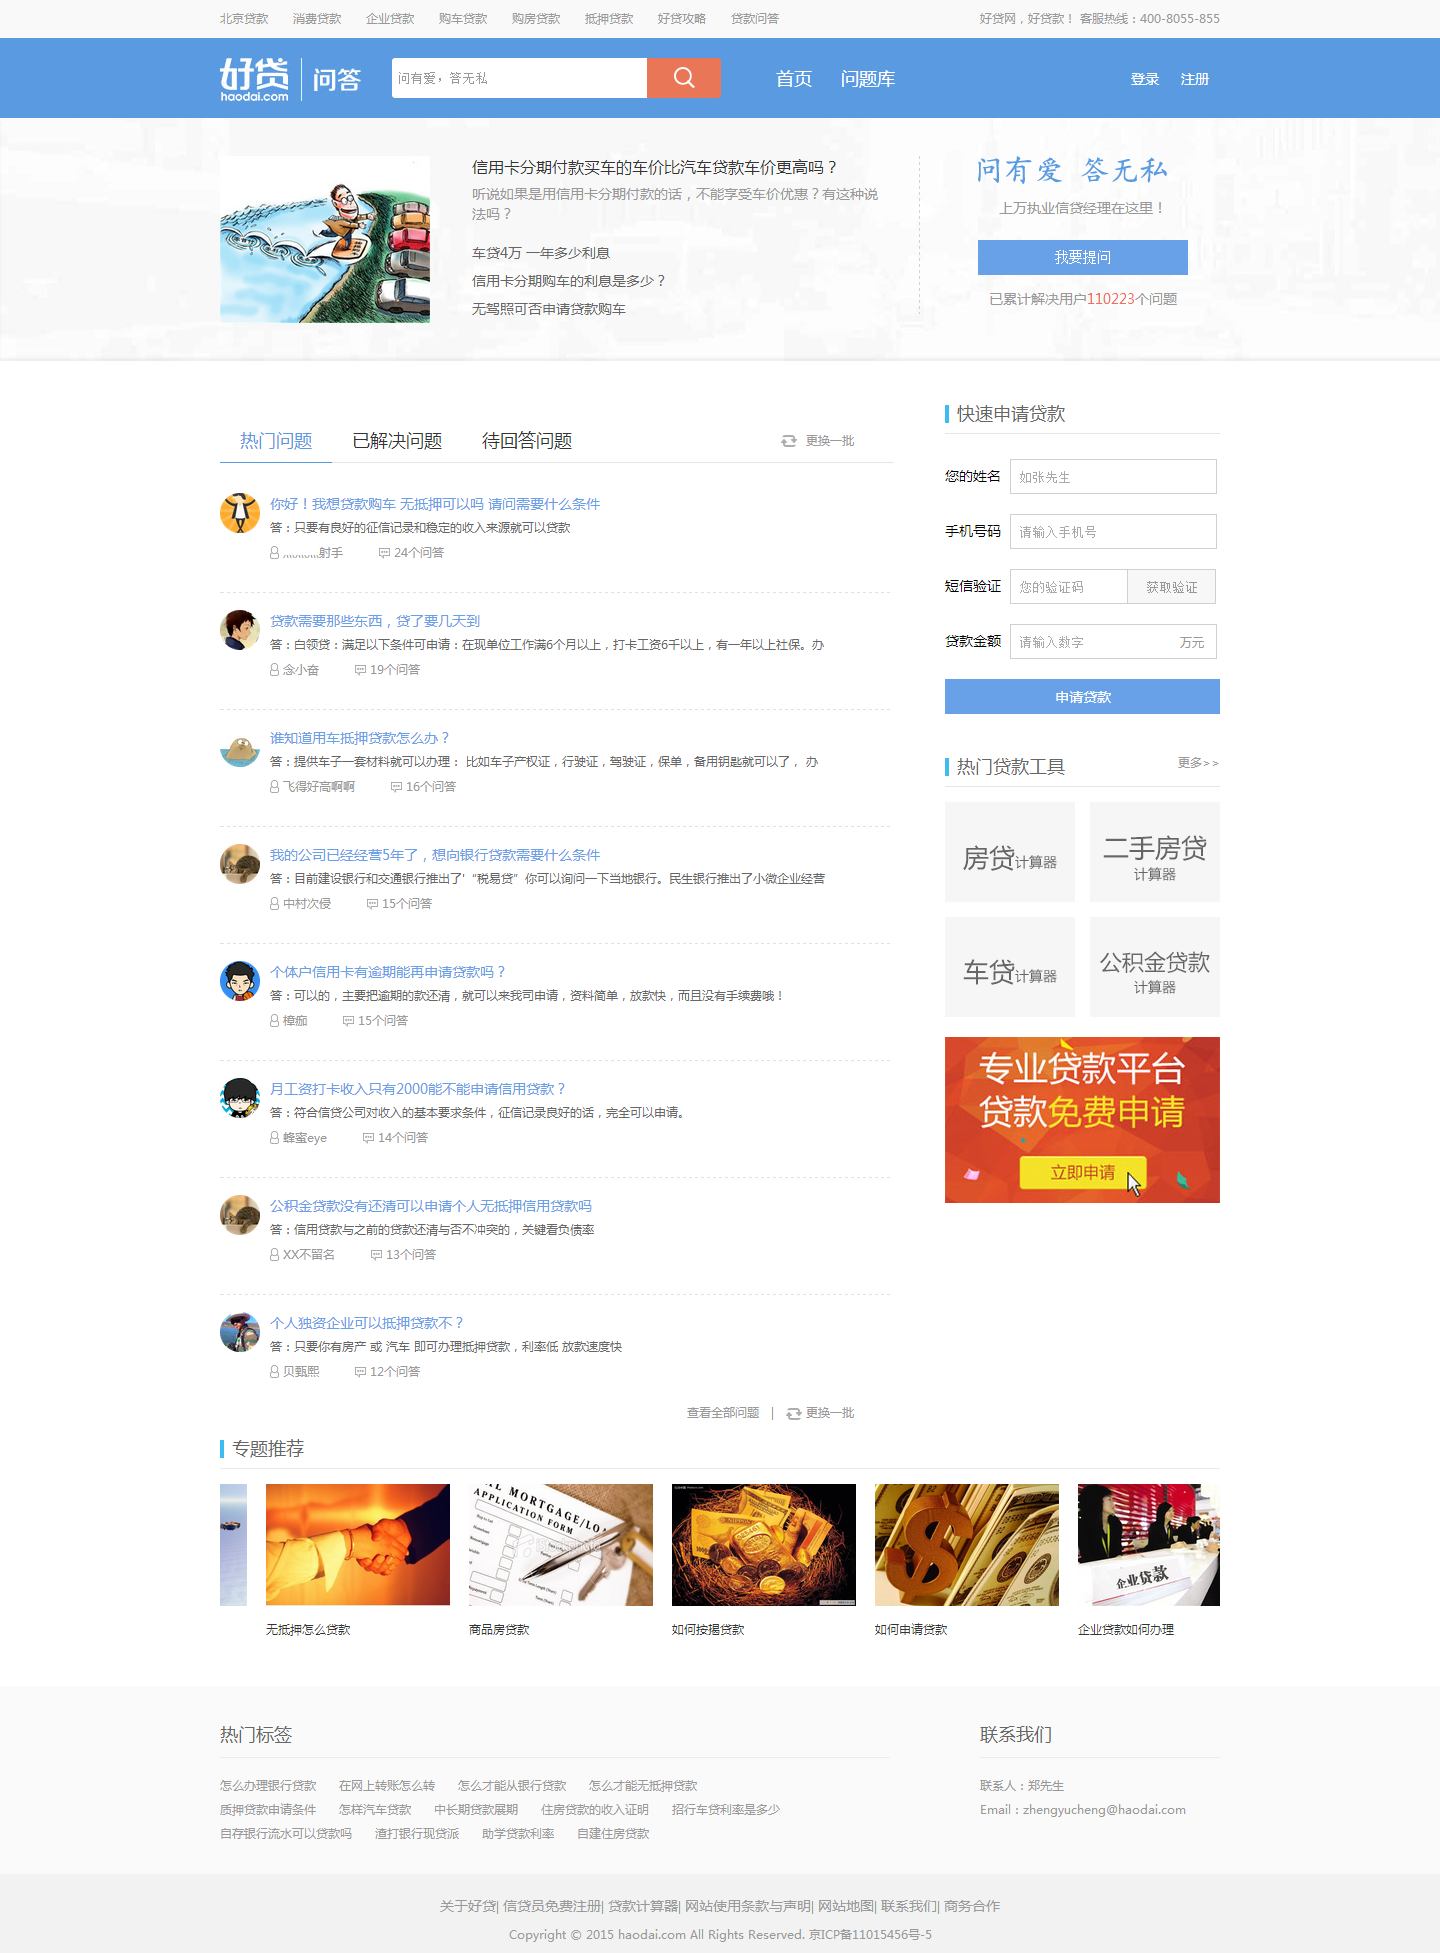 北京贷款 消费贷款 企业贷款 购车贷款 购房贷款 抵押贷款 好贷攻略 贷款问答 好贷网，好贷款！ 客服热线：400-8055-855
好贷 haodai.com 问答 问有爱，答无私 首页 问题库 登录 注册
信用卡分期付款买车的车价比汽车贷款车价更高吗？
听说如果是用信用卡分期付款的话，不能享受车价优惠？有这种说
法吗？
车贷4万 一年多少利息
信用卡分期购车的利息是多少？
无驾照可否申请贷款购车
问有爱 答无私
上万执业信贷经理在这里！
我要提问
已累计解决用户110223个问题
热门问题 已解决问题 待回答问题 更换一批
你好！我想贷款购车 无抵押可以吗 请问需要什么条件
答：只要有良好的征信记录和稳定的收入来源就可以贷款
射手 24个问答
贷款需要那些东西，贷了要几天到
答：白领贷：满足以下条件可申请：在现单位工作满6个月以上，打卡工资6千以上，有一年以上社保。办
念小奋 19个问答
谁知道用车抵押贷款怎么办？
答：提供车子一套材料就可以办理： 比如车子产权证，行驶证，驾驶证，保单，备用钥匙就可以了， 办
飞得好高啊啊 16个问答
我的公司已经经营5年了，想向银行贷款需要什么条件
答：目前建设银行和交通银行推出了'“税易贷”你可以询问一下当地银行。民生银行推出了小微企业经营
中村次侵 15个问答
个体户信用卡有逾期能再申请贷款吗？
答：可以的，主要把逾期的款还清，就可以来我司申请，资料简单，放款快，而且没有手续费哦！
樟痂 15个问答
月工资打卡收入只有2000能不能申请信用贷款？
答：符合信贷公司对收入的基本要求条件，征信记录良好的话，完全可以申请。
蜂蜜eye 14个问答
公积金贷款没有还清可以申请个人无抵押信用贷款吗
答：信用贷款与之前的贷款还清与否不冲突的，关键看负债率
XX不留名 13个问答
个人独资企业可以抵押贷款不？
答：只要你有房产 或 汽车 即可办理抵押贷款，利率低 放款速度快
贝甄熙 12个问答
查看全部问题 | 更换一批
快速申请贷款
您的姓名 如张先生
手机号码 请输入手机号
短信验证 您的验证码 获取验证
贷款金额 请输入数字 万元
申请贷款
热门贷款工具 更多>>
房贷计算器
二手房贷
计算器
车贷计算器
公积金贷款
计算器
专业贷款平台
贷款免费申请
立即申请
专题推荐
MORTGAGE/LO
APPLICATION FORM
企业贷款
无抵押怎么贷款 商品房贷款 如何按揭贷款 如何申请贷款 企业贷款如何办理
热门标签
怎么办理银行贷款 在网上转账怎么转 怎么才能从银行贷款 怎么才能无抵押贷款
质押贷款申请条件 怎样汽车贷款 中长期贷款展期 住房贷款的收入证明 招行车贷利率是多少
自存银行流水可以贷款吗 渣打银行现贷派 助学贷款利率 自建住房贷款
联系我们
联系人：郑先生
Email：zhengyucheng@haodai.com
关于好贷| 信贷员免费注册| 贷款计算器| 网站使用条款与声明| 网站地图| 联系我们| 商务合作
Copyright © 2015 haodai.com All Rights Reserved. 京ICP备11015456号-5